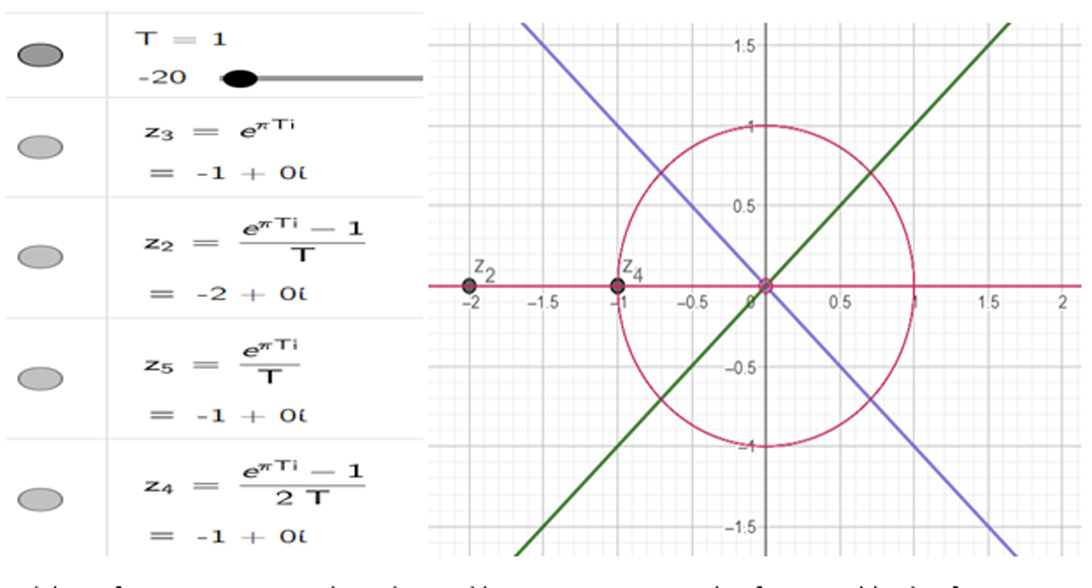 T = 1
-20
z₃ = e^(πTi)
= -1 + 0i
z₂ = (e^(πTi) − 1) / T
= -2 + 0i
z₅ = e^(πTi) / T
= -1 + 0i
z₄ = (e^(πTi) − 1) / (2 T)
= -1 + 0i
1.5
1
0.5
z₂ z₄
−2 −1.5 −1 −0.5 0 0.5 1 1.5 2
−0.5
−1
−1.5